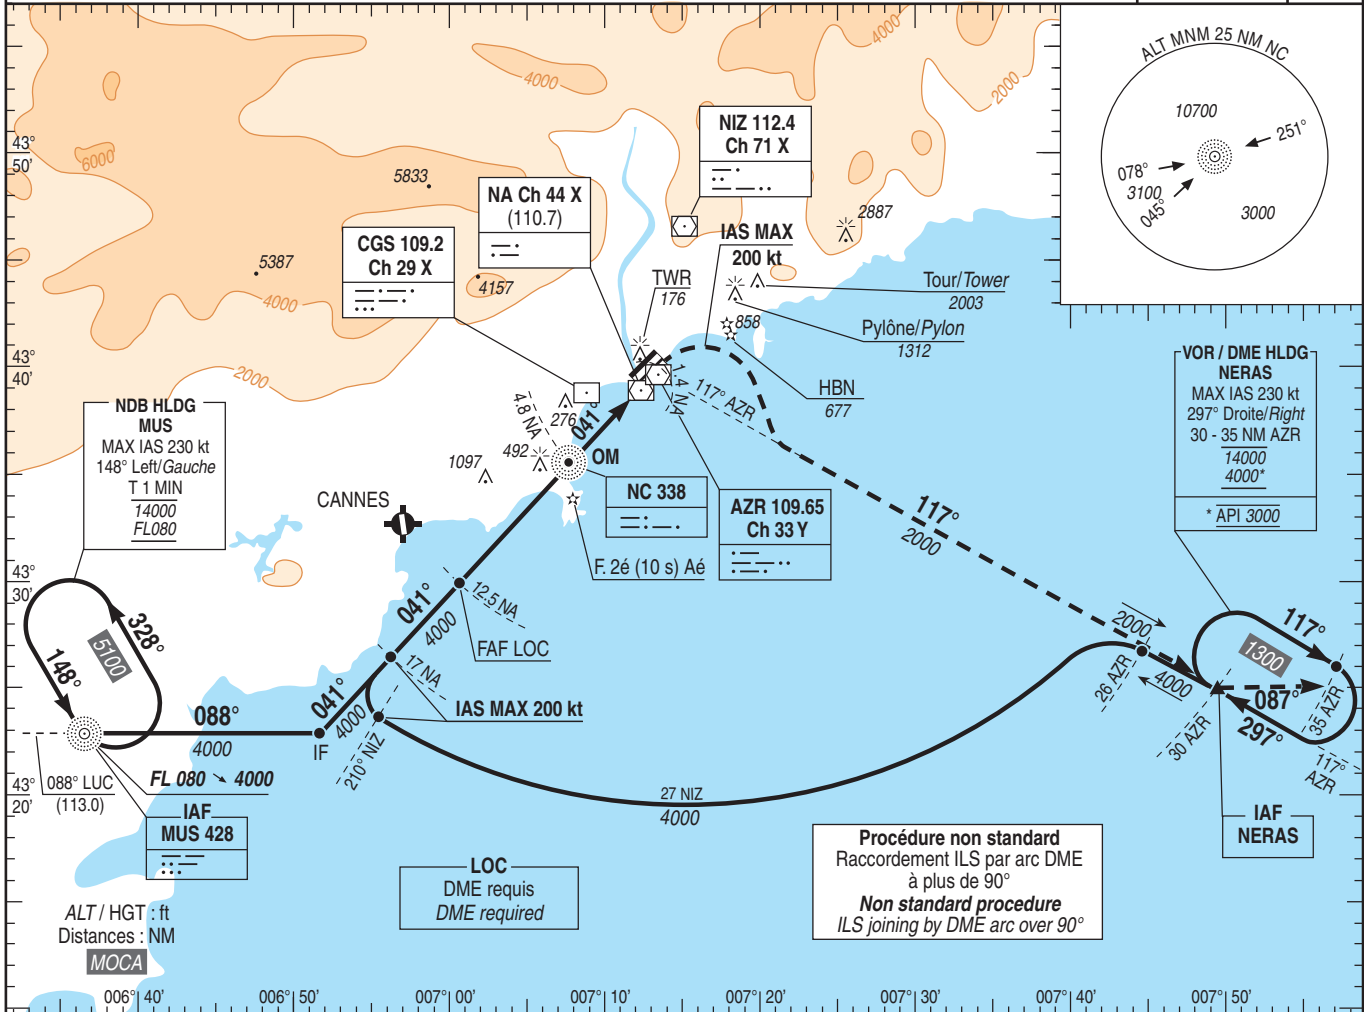 4000
4000
2000
6000
4000
2000
5833
5387
4157
43°
50'
43°
40'
43°
30'
43°
20'
ALT MNM 25 NM NC
10700
251°
078°
3100
045°
3000
NIZ 112.4
Ch 71 X
NA Ch 44 X
(110.7)
CGS 109.2
Ch 29 X
IAS MAX
200 kt
2887
TWR
176
Tour/Tower
2003
858
Pylône/Pylon
1312
HBN
677
1.4 NA
117° AZR
4.8 NA
276
041°
492
1097
OM
CANNES
NC 338
AZR 109.65
Ch 33 Y
F. 2é (10 s) Aé
NDB HLDG
MUS
MAX IAS 230 kt
148° Left/Gauche
T 1 MIN
14000
FL080
VOR / DME HLDG
NERAS
MAX IAS 230 kt
297° Droite/Right
30 - 35 NM AZR
14000
4000*
* API 3000
117°
2000
148°
5100
328°
041°
4000
12.5 NA
FAF LOC
17 NA
IAS MAX 200 kt
041°
4000
210° NIZ
088°
4000
IF
088° LUC
(113.0)
FL 080 ↘ 4000
IAF
MUS 428
27 NIZ
4000
2000
26 AZR
4000
1300
117°
087°
297°
35 AZR
30 AZR
117°
AZR
IAF
NERAS
LOC
DME requis
DME required
Procédure non standard
Raccordement ILS par arc DME
à plus de 90°
Non standard procedure
ILS joining by DME arc over 90°
ALT / HGT : ft
Distances : NM
MOCA
006° 40'
006° 50'
007° 00'
007° 10'
007° 20'
007° 30'
007° 40'
007° 50'